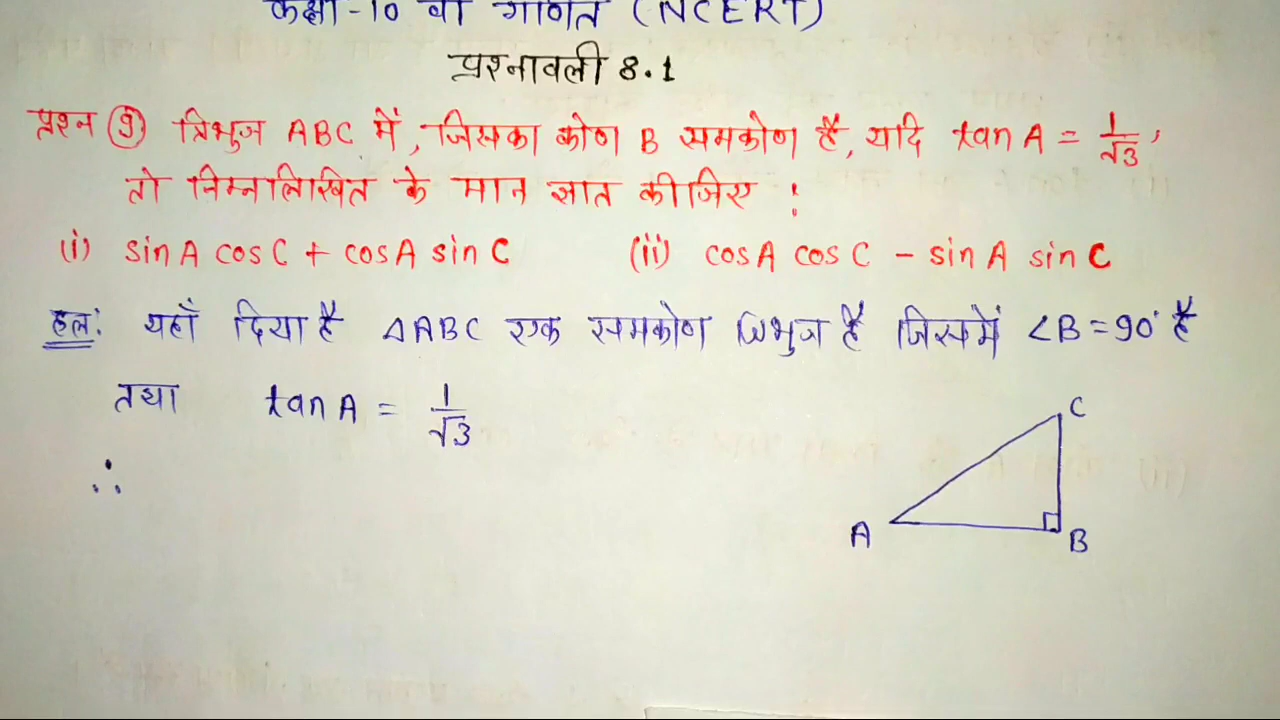 कक्षा-10 वी गणित (NCERT)
प्रश्नावली 8.1
प्रश्न (9) त्रिभुज ABC में, जिसका कोण B समकोण है, यदि tan A = 1/√3,
तो निम्नलिखित के मान ज्ञात कीजिए :
(i) sin A cos C + cos A sin C (ii) cos A cos C - sin A sin C
हल: यहाँ दिया है △ABC एक समकोण त्रिभुज है जिसमें ∠B = 90° है
तथा tan A = 1/√3
∴
C
A
B